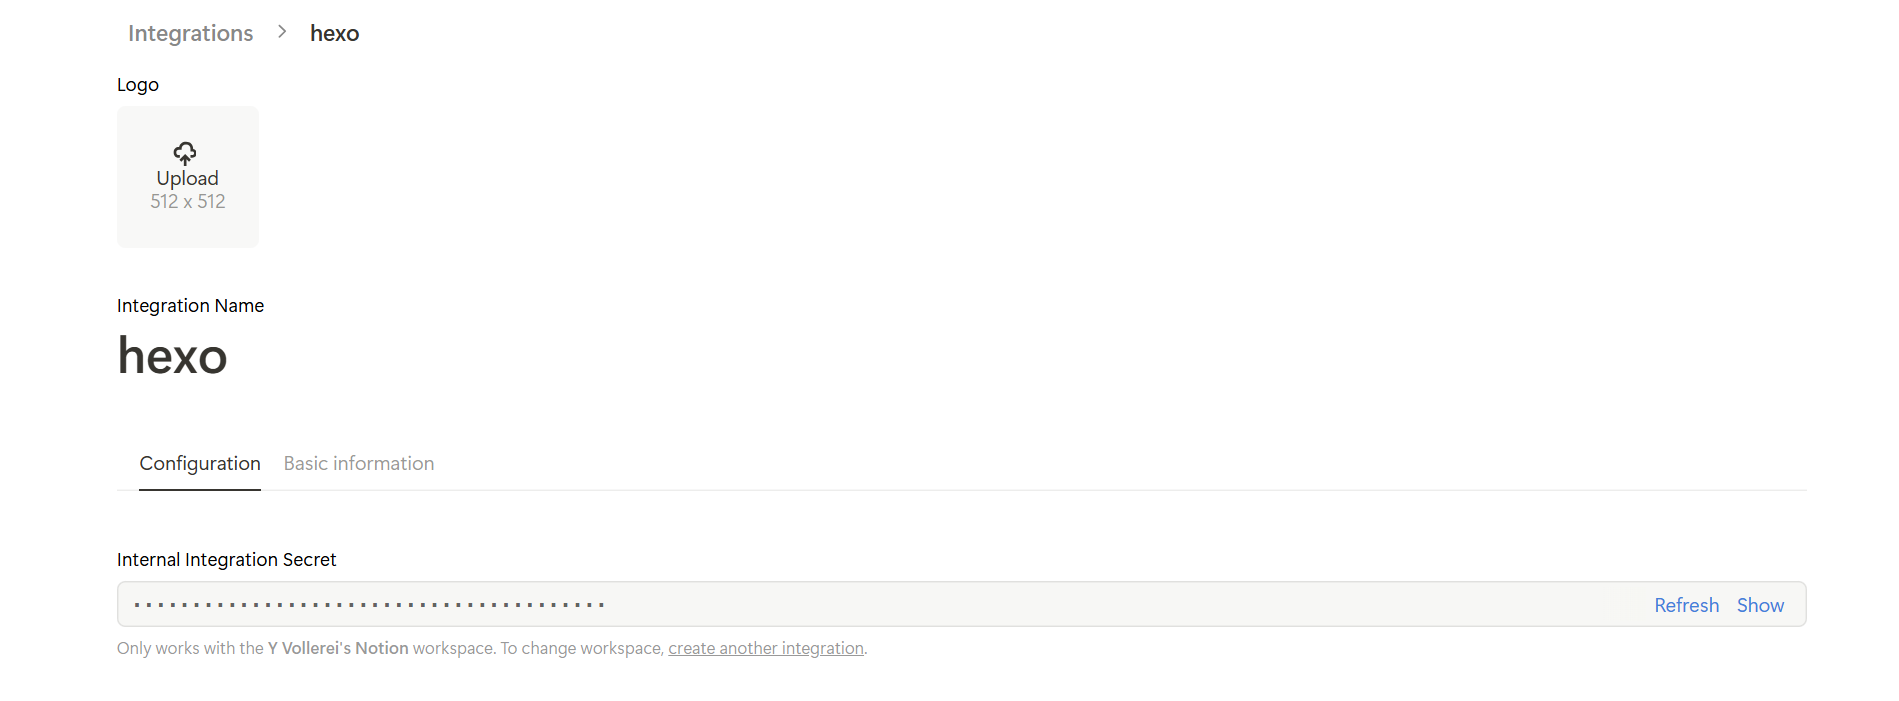 Integrations > hexo
Logo
Upload
512 x 512
Integration Name
hexo
Configuration Basic information
Internal Integration Secret
········································ Refresh Show
Only works with the Y Vollerei's Notion workspace. To change workspace, create another integration.